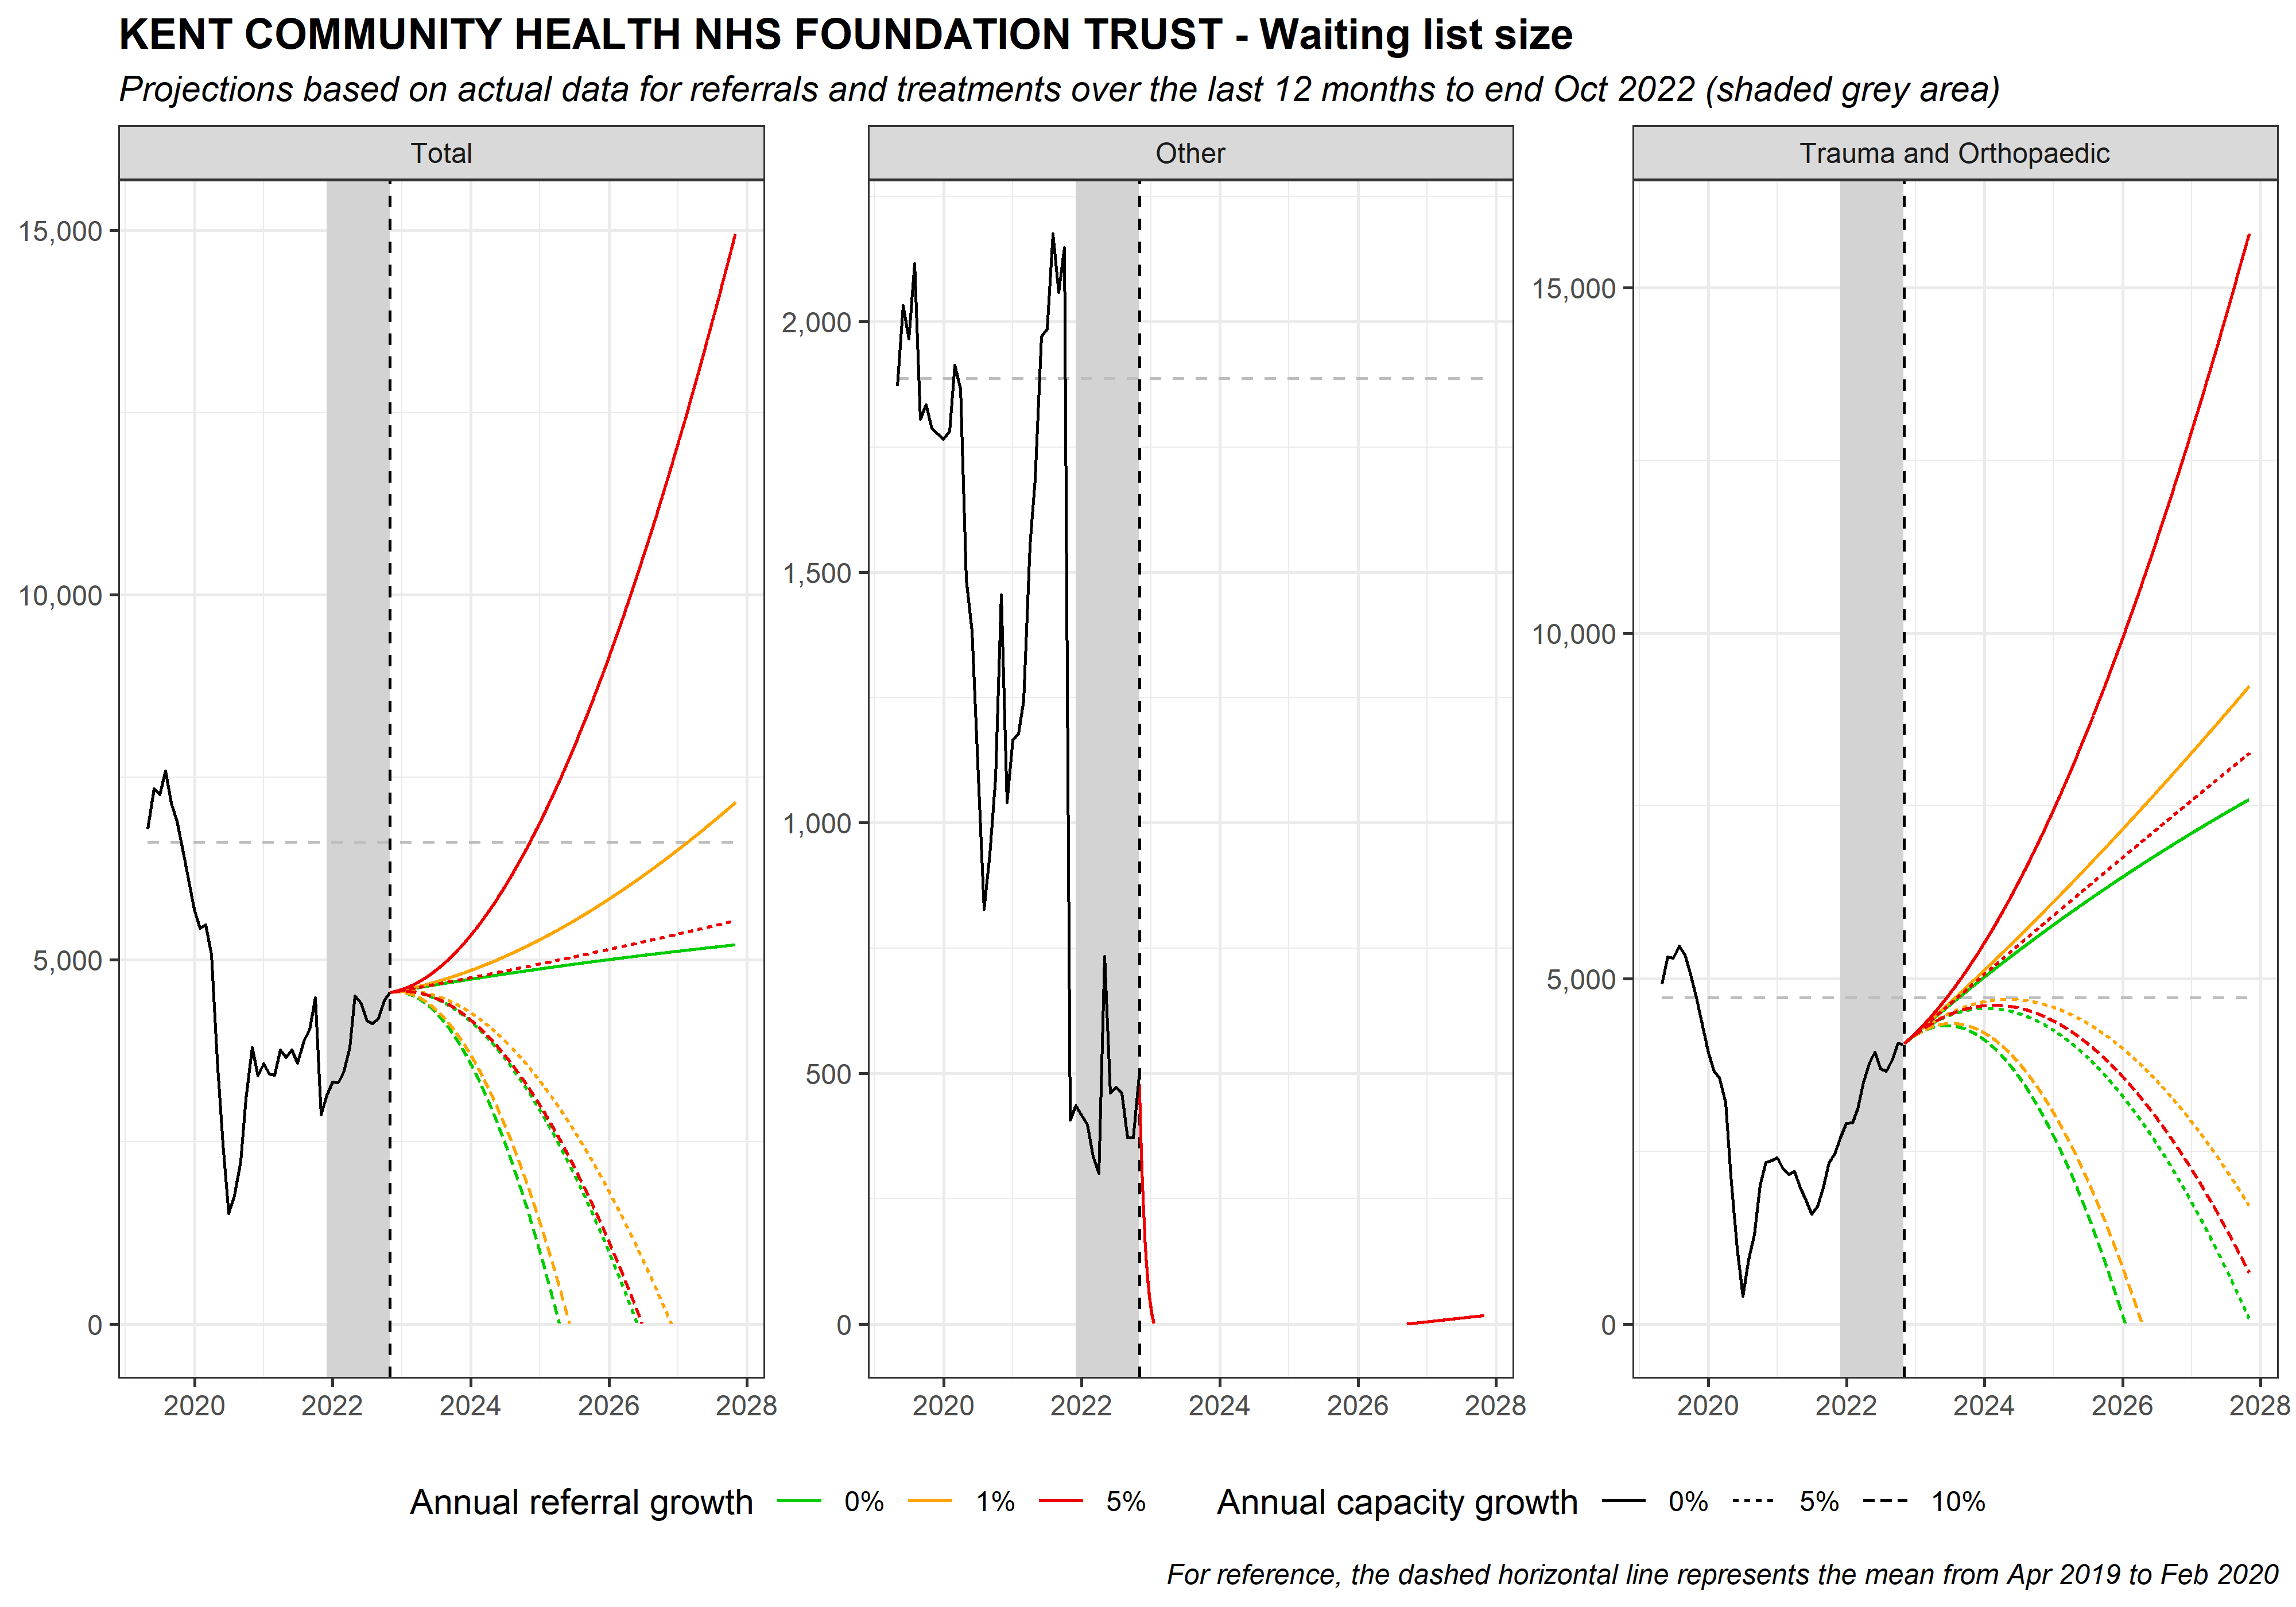 KENT COMMUNITY HEALTH NHS FOUNDATION TRUST - Waiting list size
Projections based on actual data for referrals and treatments over the last 12 months to end Oct 2022 (shaded grey area)
Total
15,000
10,000
5,000
0
2020 2022 2024 2026 2028
Other
2,000
1,500
1,000
500
0
2020 2022 2024 2026 2028
Trauma and Orthopaedic
15,000
10,000
5,000
0
2020 2022 2024 2026 2028
Annual referral growth 0% 1% 5% Annual capacity growth 0% 5% 10%
For reference, the dashed horizontal line represents the mean from Apr 2019 to Feb 2020